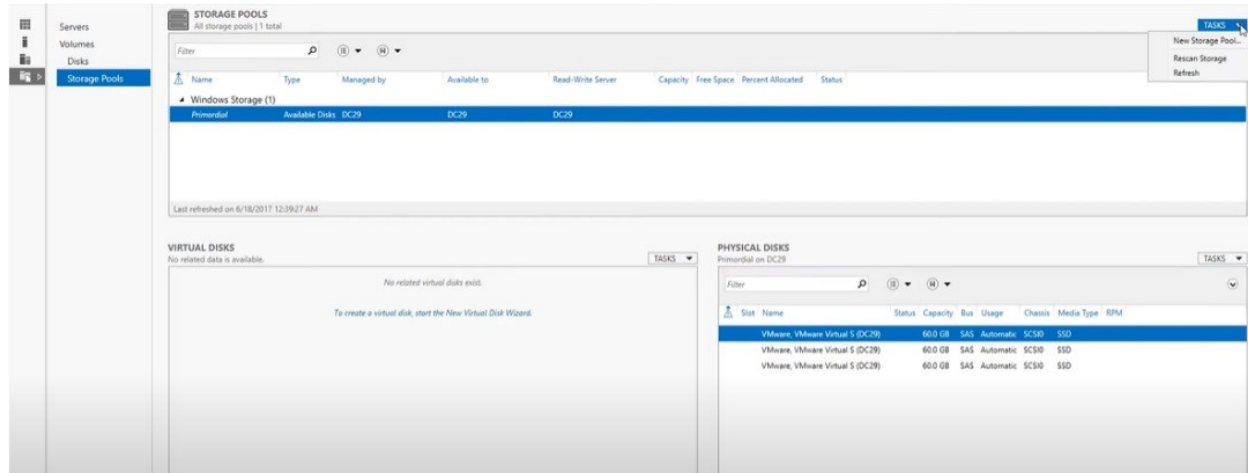 STORAGE POOLS
All storage pools | 1 total
TASKS
Servers
Volumes
Disks
Storage Pools
New Storage Pool...
Rescan Storage
Refresh
Filter
Name Type Managed by Available to Read-Write Server Capacity Free Space Percent Allocated Status
Windows Storage (1)
Primordial Available Disks DC29 DC29 DC29
Last refreshed on 6/18/2017 12:39:27 AM
VIRTUAL DISKS
No related data is available.
TASKS
No related virtual disks exist.
To create a virtual disk, start the New Virtual Disk Wizard.
PHYSICAL DISKS
Primordial on DC29
TASKS
Filter
Slot Name Status Capacity Bus Usage Chassis Media Type RPM
VMware, VMware Virtual S (DC29) 60.0 GB SAS Automatic SCSI0 SSD
VMware, VMware Virtual S (DC29) 60.0 GB SAS Automatic SCSI0 SSD
VMware, VMware Virtual S (DC29) 60.0 GB SAS Automatic SCSI0 SSD